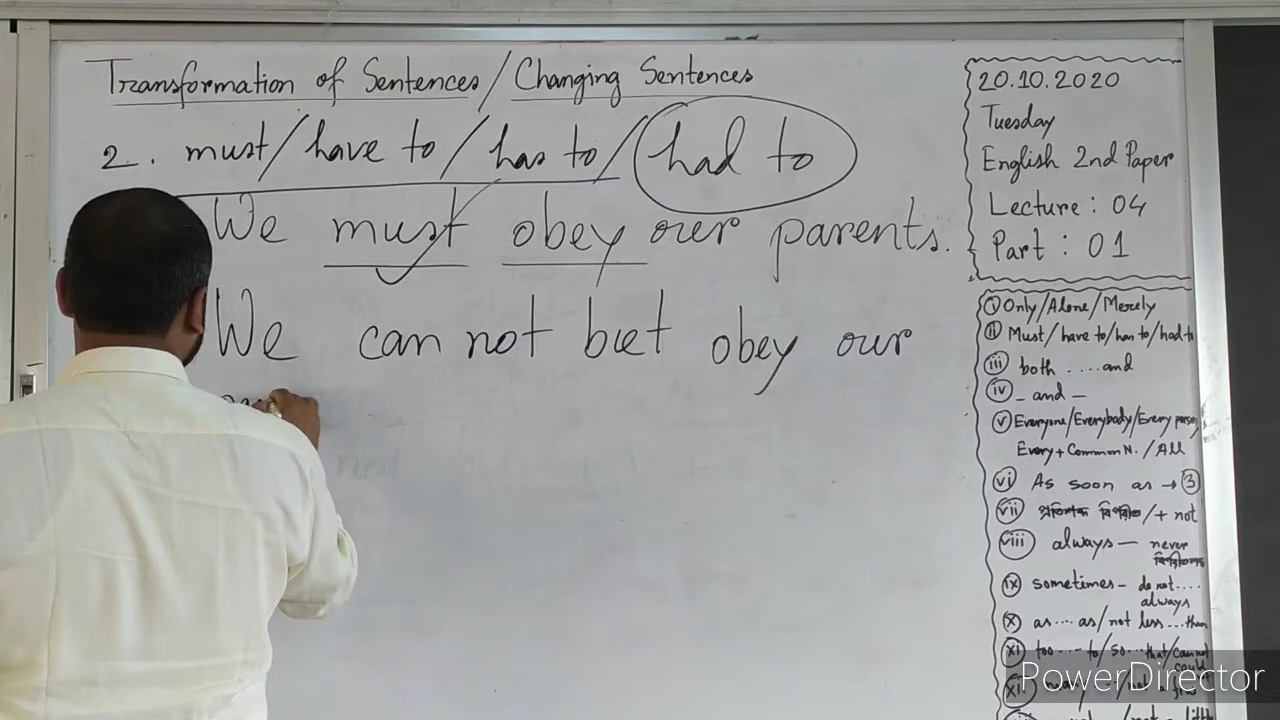 Transformation of Sentences/Changing Sentences
2. must/have to/has to/had to
We must obey our parents.
We can not but obey our
20.10.2020
Tuesday
English 2nd Paper
Lecture: 04
Part: 01
i Only/Alone/Merely
ii Must/have to/has to/had to
iii both ....and
iv _ and _
v Everyone/Everybody/Every person
Every + Common N. / All
vi As soon as → 3
vii / + not
viii always — never
ix sometimes - do not....
always
x as ... as/not less ... than
xi too ... to/so ... that/cannot
could
PowerDirector